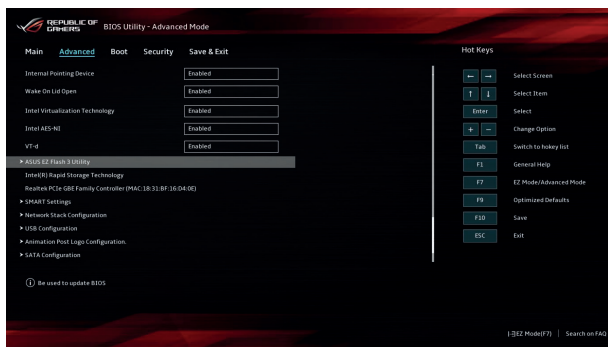 REPUBLIC OF GAMERS BIOS Utility - Advanced Mode
Main Advanced Boot Security Save & Exit
Hot Keys
Internal Pointing Device Enabled
Wake On Lid Open Enabled
Intel Virtualization Technology Enabled
Intel AES-NI Enabled
VT-d Enabled
> ASUS EZ Flash 3 Utility
Intel(R) Rapid Storage Technology
Realtek PCIe GBE Family Controller (MAC:18:31:BF:16:D4:0E)
> SMART Settings
> Network Stack Configuration
> USB Configuration
> Animation Post Logo Configuration.
> SATA Configuration
i Be used to update BIOS
← → Select Screen
↑ ↓ Select Item
Enter Select
+ - Change Option
Tab Switch to hokey list
F1 General Help
F7 EZ Mode/Advanced Mode
F9 Optimized Defaults
F10 Save
ESC Exit
EZ Mode(F7) | Search on FAQ